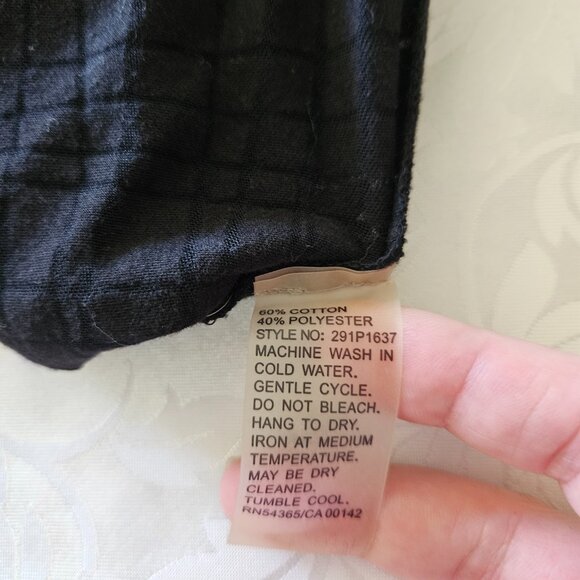 60% COTTON
40% POLYESTER
STYLE NO: 291P1637
MACHINE WASH IN
COLD WATER.
GENTLE CYCLE.
DO NOT BLEACH.
HANG TO DRY.
IRON AT MEDIUM
TEMPERATURE.
MAY BE DRY
CLEANED.
TUMBLE COOL.
RN54365/CA 00142